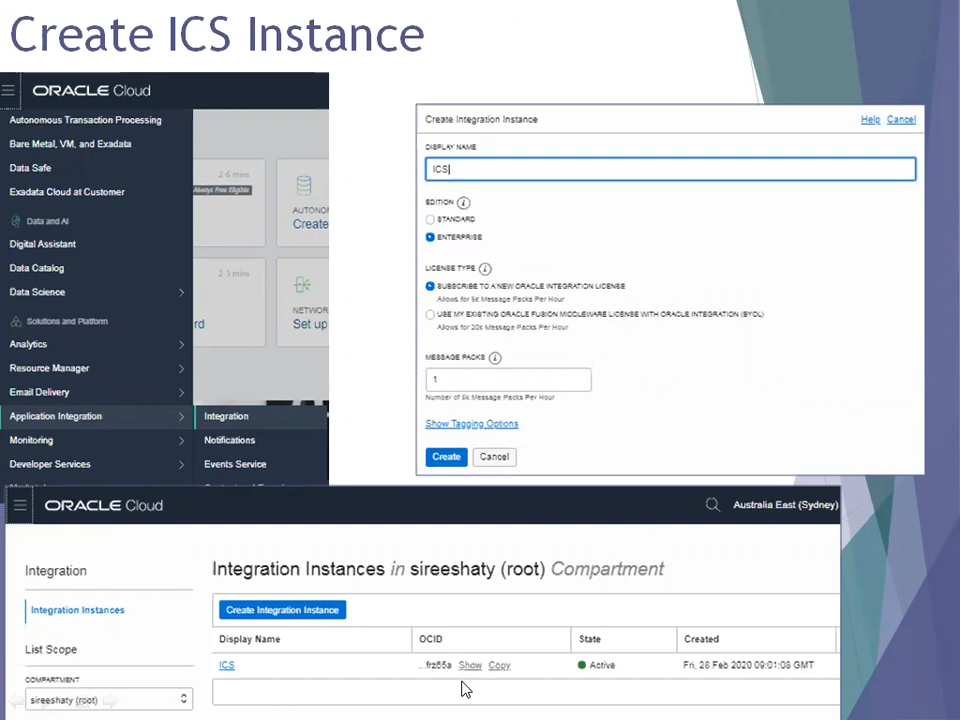 Create ICS Instance
ORACLE Cloud
Autonomous Transaction Processing
Bare Metal, VM, and Exadata
Data Safe
Exadata Cloud at Customer
Data and AI
Digital Assistant
Data Catalog
Data Science
Solutions and Platform
Analytics
Resource Manager
Email Delivery
Application Integration
Monitoring
Developer Services
Integration
Notifications
Events Service
2-6 mins
Always Free Eligible
Create
2-3 mins
rd
NETWOR
Set up
Create Integration Instance
Help Cancel
DISPLAY NAME
ICS
EDITION i
STANDARD
ENTERPRISE
LICENSE TYPE i
SUBSCRIBE TO A NEW ORACLE INTEGRATION LICENSE
Allows for 5k Message Packs Per Hour
USE MY EXISTING ORACLE FUSION MIDDLEWARE LICENSE WITH ORACLE INTEGRATION (BYOL)
Allows for 20k Message Packs Per Hour
MESSAGE PACKS i
1
Number of 5k Message Packs Per Hour
Show Tagging Options
Create Cancel
ORACLE Cloud
Australia East (Sydney)
Integration
Integration Instances
List Scope
COMPARTMENT
sireeshaty (root)
Integration Instances in sireeshaty (root) Compartment
Create Integration Instance
Display Name OCID State Created
ICS ...frz65a Show Copy Active Fri, 28 Feb 2020 09:01:08 GMT